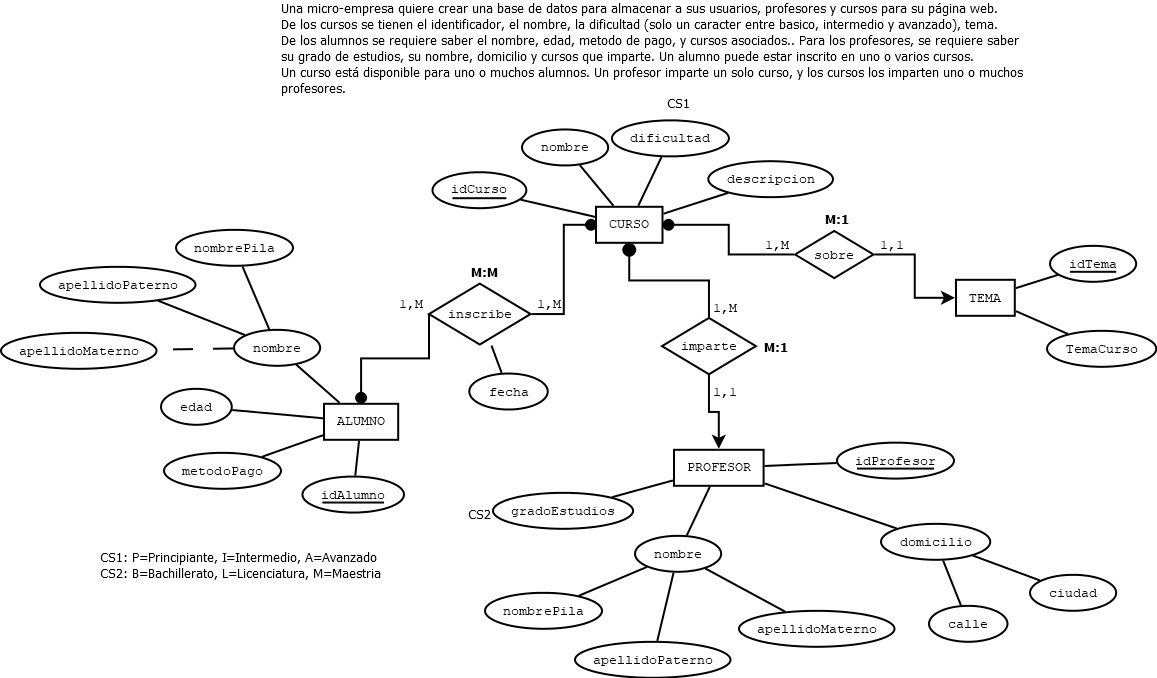 Una micro-empresa quiere crear una base de datos para almacenar a sus usuarios, profesores y cursos para su página web.
De los cursos se tienen el identificador, el nombre, la dificultad (solo un caracter entre basico, intermedio y avanzado), tema.
De los alumnos se requiere saber el nombre, edad, metodo de pago, y cursos asociados.. Para los profesores, se requiere saber
su grado de estudios, su nombre, domicilio y cursos que imparte. Un alumno puede estar inscrito en uno o varios cursos.
Un curso está disponible para uno o muchos alumnos. Un profesor imparte un solo curso, y los cursos los imparten uno o muchos
profesores.
CS1
dificultad
nombre
descripcion
idCurso
CURSO
M:1
nombrePila
1,M
1,1
sobre
idTema
M:M
apellidoPaterno
TEMA
1,M
1,M
1,M
inscribe
imparte
M:1
nombre
apellidoMaterno
TemaCurso
fecha
1,1
edad
ALUMNO
metodoPago
PROFESOR
idProfesor
idAlumno
CS2
gradoEstudios
domicilio
nombre
CS1: P=Principiante, I=Intermedio, A=Avanzado
CS2: B=Bachillerato, L=Licenciatura, M=Maestria
ciudad
nombrePila
calle
apellidoMaterno
apellidoPaterno